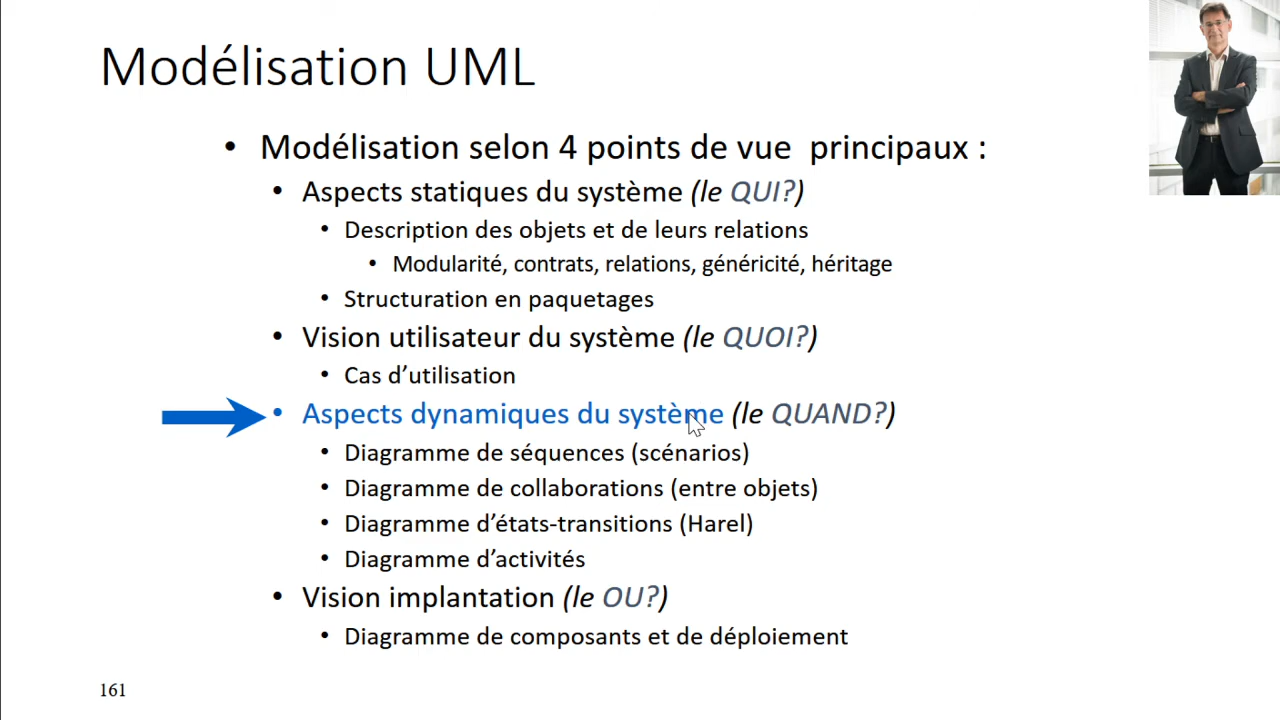 Modélisation UML
• Modélisation selon 4 points de vue principaux :
• Aspects statiques du système (le QUI?)
• Description des objets et de leurs relations
• Modularité, contrats, relations, généricité, héritage
• Structuration en paquetages
• Vision utilisateur du système (le QUOI?)
• Cas d’utilisation
• Aspects dynamiques du système (le QUAND?)
• Diagramme de séquences (scénarios)
• Diagramme de collaborations (entre objets)
• Diagramme d’états-transitions (Harel)
• Diagramme d’activités
• Vision implantation (le OU?)
• Diagramme de composants et de déploiement
161